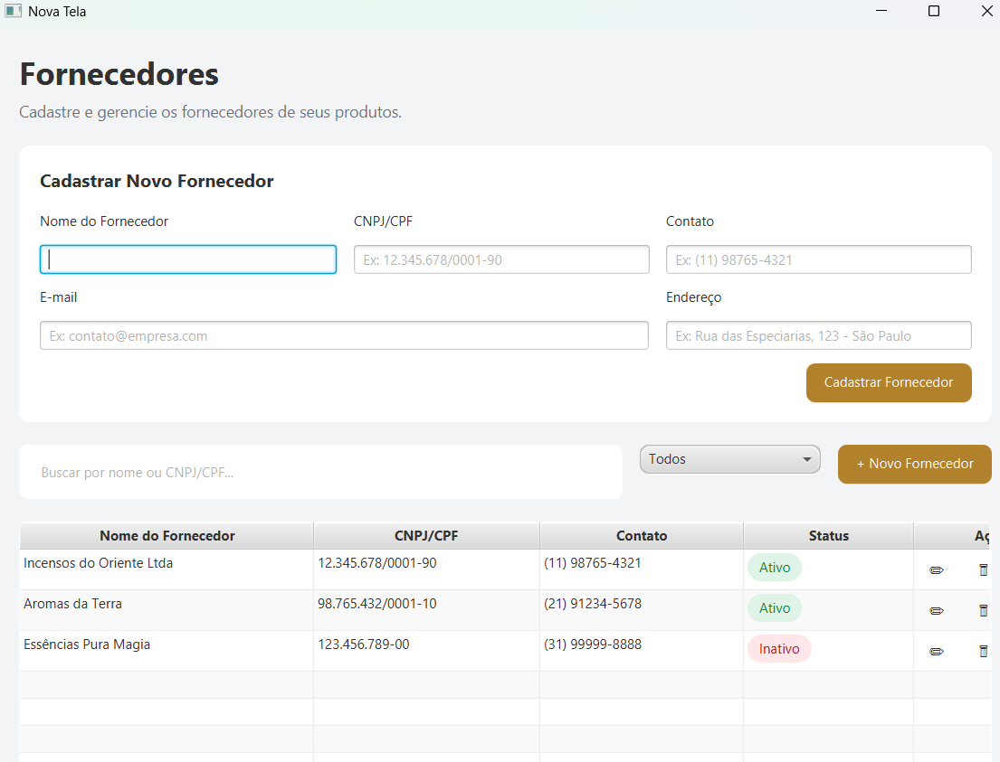 Nova Tela
Fornecedores
Cadastre e gerencie os fornecedores de seus produtos.
Cadastrar Novo Fornecedor
Nome do Fornecedor CNPJ/CPF Contato
Ex: 12.345.678/0001-90 Ex: (11) 98765-4321
E-mail Endereço
Ex: contato@empresa.com Ex: Rua das Especiarias, 123 - São Paulo
Cadastrar Fornecedor
Buscar por nome ou CNPJ/CPF... Todos + Novo Fornecedor
Nome do Fornecedor CNPJ/CPF Contato Status
Incensos do Oriente Ltda 12.345.678/0001-90 (11) 98765-4321 Ativo
Aromas da Terra 98.765.432/0001-10 (21) 91234-5678 Ativo
Essências Pura Magia 123.456.789-00 (31) 99999-8888 Inativo